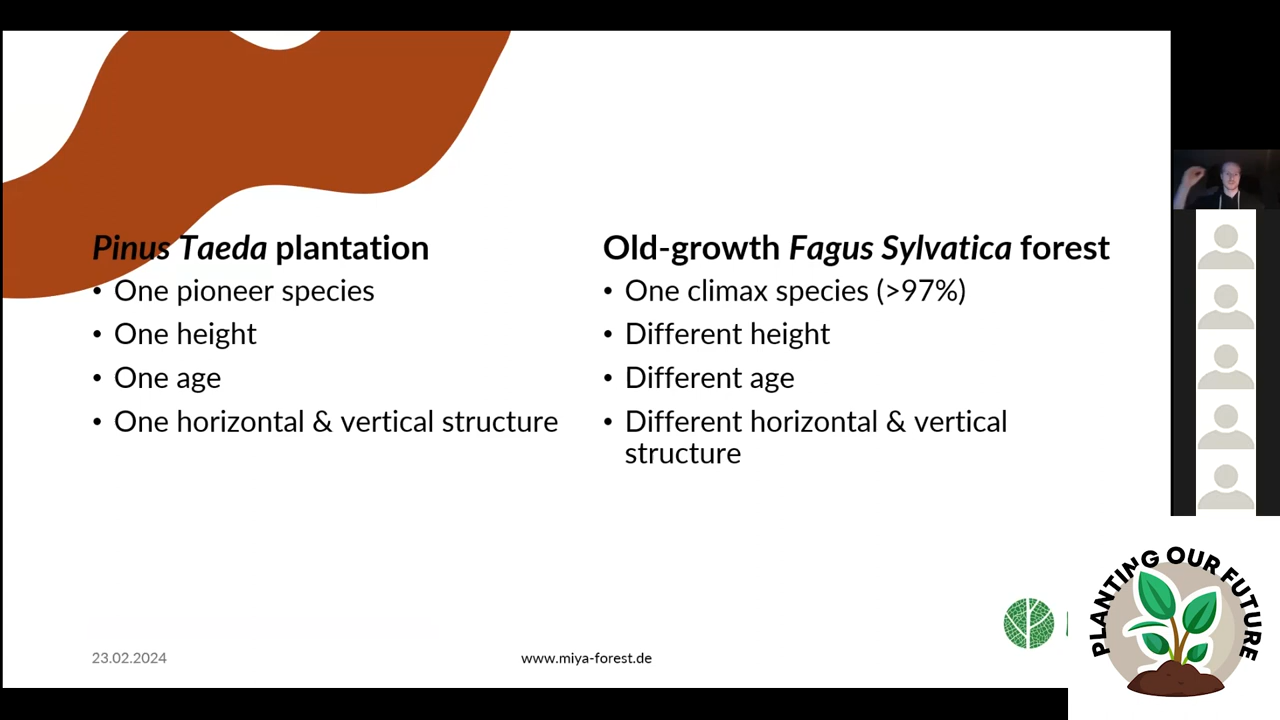 Pinus Taeda plantation
• One pioneer species
• One height
• One age
• One horizontal & vertical structure
Old-growth Fagus Sylvatica forest
• One climax species (>97%)
• Different height
• Different age
• Different horizontal & vertical
structure
23.02.2024
www.miya-forest.de
PLANTING OUR FUTURE